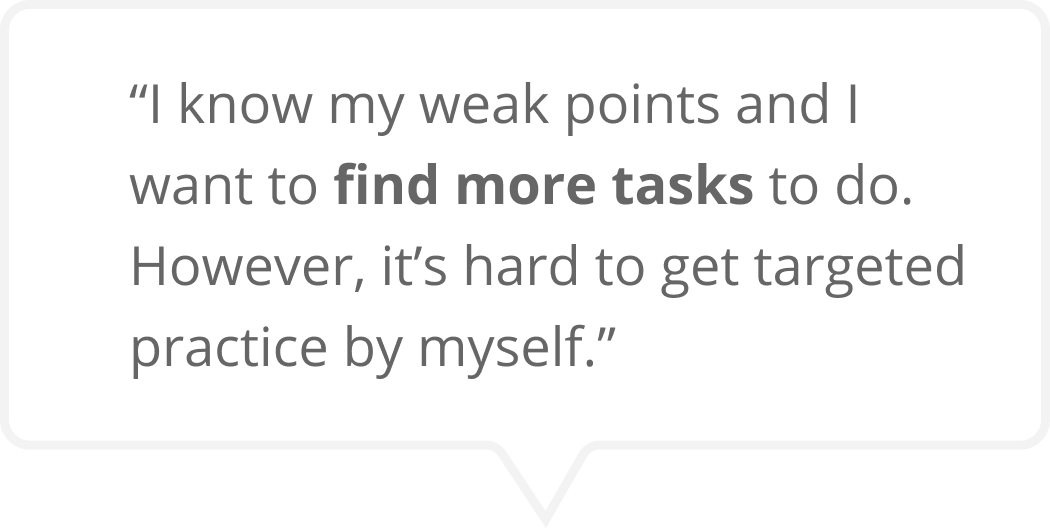 “I know my weak points and I
want to find more tasks to do.
However, it’s hard to get targeted
practice by myself.”